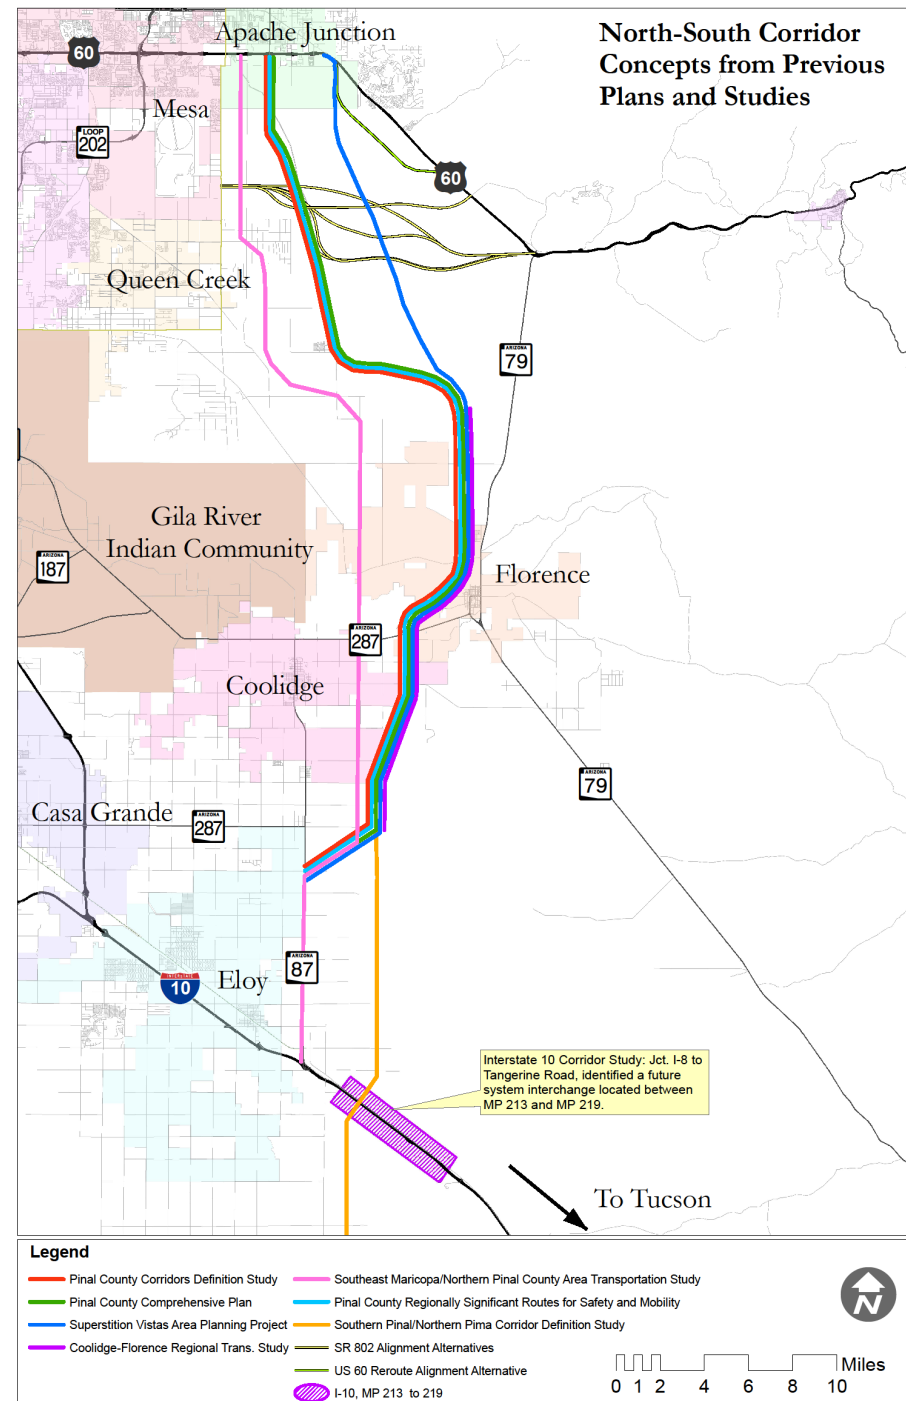 North-South Corridor
Concepts from Previous
Plans and Studies
Apache Junction
60
Mesa
LOOP
202
60
Queen Creek
ARIZONA
79
Gila River
Indian Community
ARIZONA
187
Florence
ARIZONA
287
Coolidge
ARIZONA
79
Casa Grande
ARIZONA
287
ARIZONA
87
Eloy
INTERSTATE
10
Interstate 10 Corridor Study: Jct. I-8 to
Tangerine Road, identified a future
system interchange located between
MP 213 and MP 219.
To Tucson
Legend
Pinal County Corridors Definition Study
Pinal County Comprehensive Plan
Superstition Vistas Area Planning Project
Coolidge-Florence Regional Trans. Study
Southeast Maricopa/Northern Pinal County Area Transportation Study
Pinal County Regionally Significant Routes for Safety and Mobility
Southern Pinal/Northern Pima Corridor Definition Study
SR 802 Alignment Alternatives
US 60 Reroute Alignment Alternative
I-10, MP 213 to 219
N
Miles
0 1 2 4 6 8 10